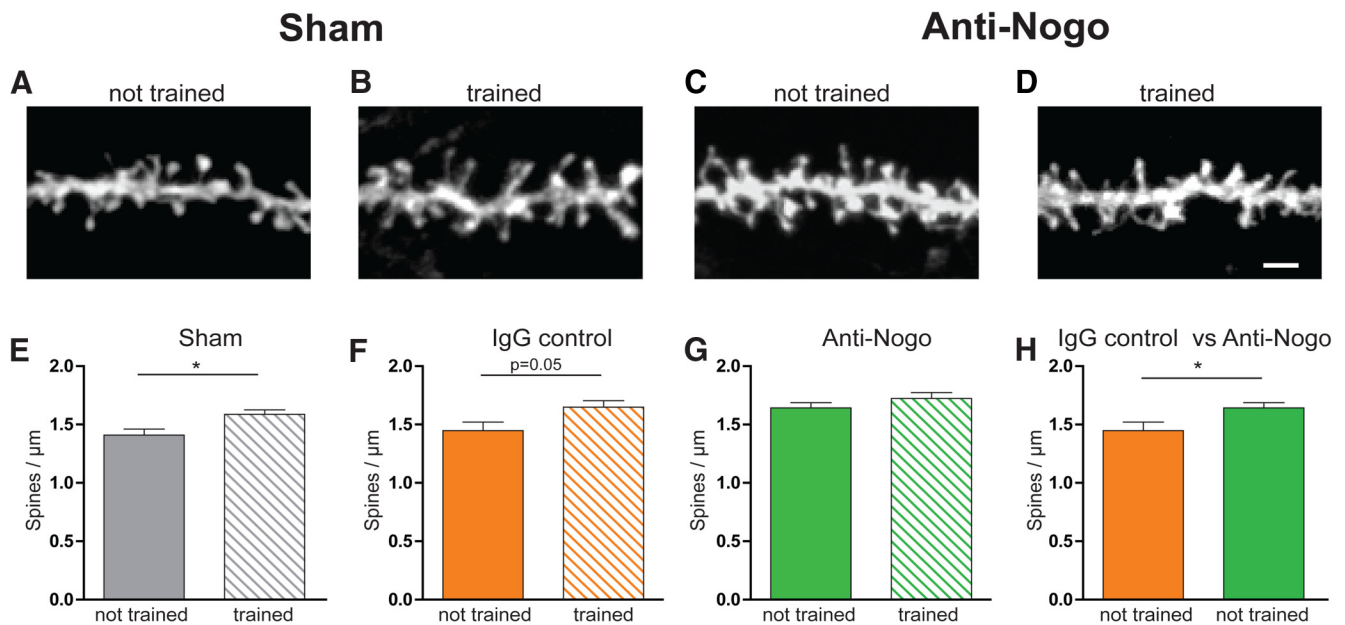 Sham
Anti-Nogo
A
not trained
B
trained
C
not trained
D
trained
E
Sham
2.0
1.5
1.0
0.5
0.0
Spines / μm
*
not trained
trained
F
IgG control
2.0
1.5
1.0
0.5
0.0
Spines / μm
p=0.05
not trained
trained
G
Anti-Nogo
2.0
1.5
1.0
0.5
0.0
Spines / μm
not trained
trained
H
IgG control vs Anti-Nogo
2.0
1.5
1.0
0.5
0.0
Spines / μm
*
not trained
not trained